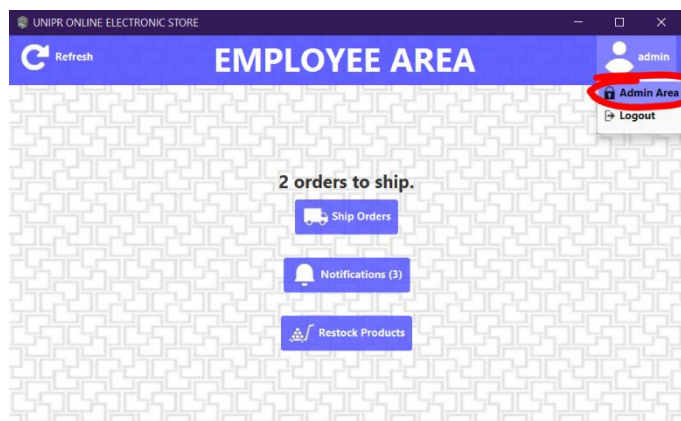 UNIPR ONLINE ELECTRONIC STORE
Refresh
EMPLOYEE AREA
admin
Admin Area
Logout
2 orders to ship.
Ship Orders
Notifications (3)
Restock Products